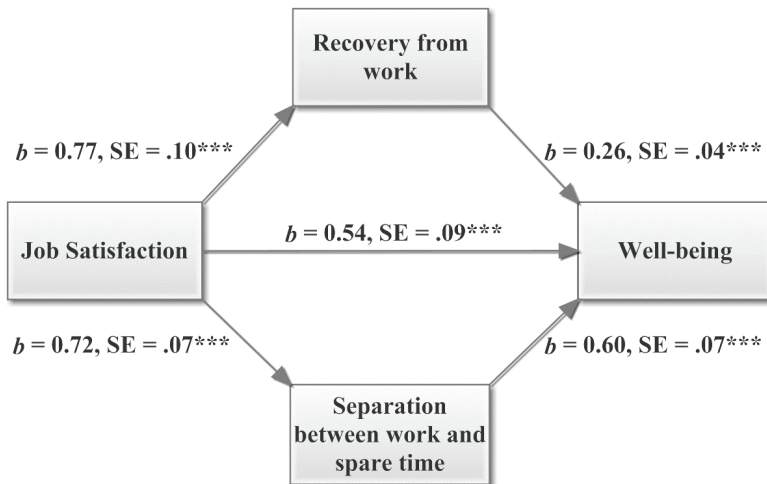 Recovery from
work
b = 0.77, SE = .10***
b = 0.26, SE = .04***
Job Satisfaction
b = 0.54, SE = .09***
Well-being
b = 0.72, SE = .07***
b = 0.60, SE = .07***
Separation
between work and
spare time